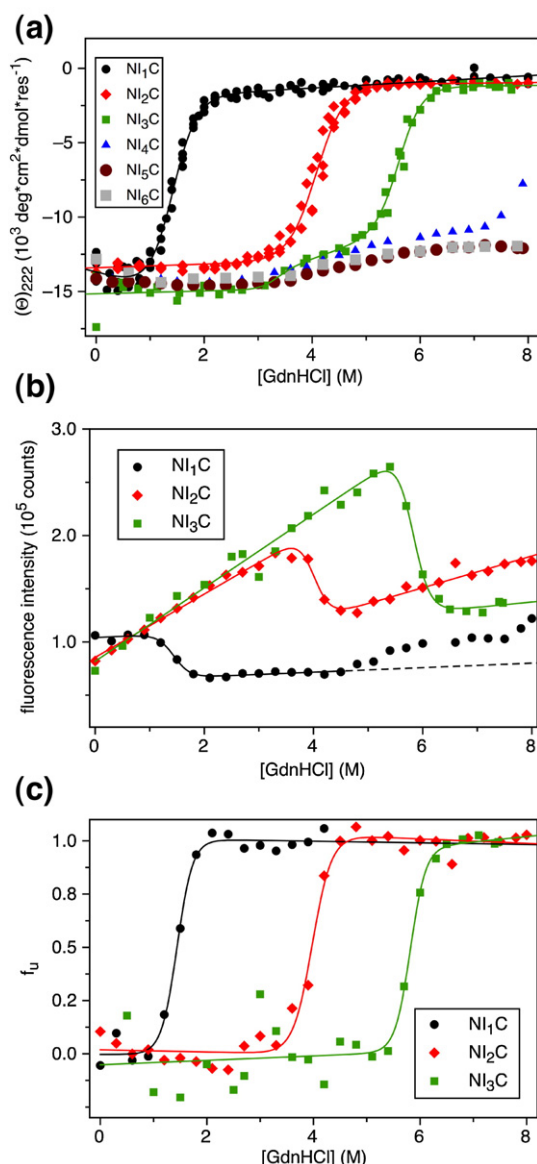 (a)
0
−5
−10
−15
NI₁C
NI₂C
NI₃C
NI₄C
NI₅C
NI₆C
(Θ)₂₂₂ (10³ deg*cm²*dmol*res⁻¹)
0 2 4 6 8
[GdnHCl] (M)
(b)
3.0
2.0
1.0
NI₁C
NI₂C
NI₃C
fluorescence intensity (10⁵ counts)
0 2 4 6 8
[GdnHCl] (M)
(c)
1.0
0.8
0.5
0.2
0.0
fᵤ
NI₁C
NI₂C
NI₃C
0 2 4 6 8
[GdnHCl] (M)